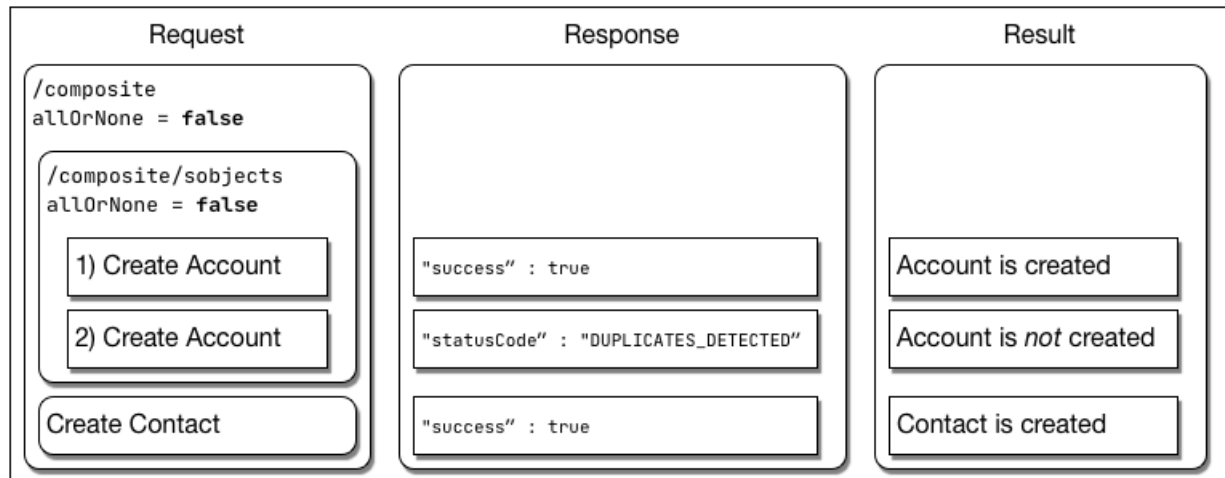 Request
Response
Result
/composite
allOrNone = false
/composite/sobjects
allOrNone = false
1) Create Account
"success” : true
Account is created
2) Create Account
"statusCode” : "DUPLICATES_DETECTED”
Account is not created
Create Contact
"success” : true
Contact is created